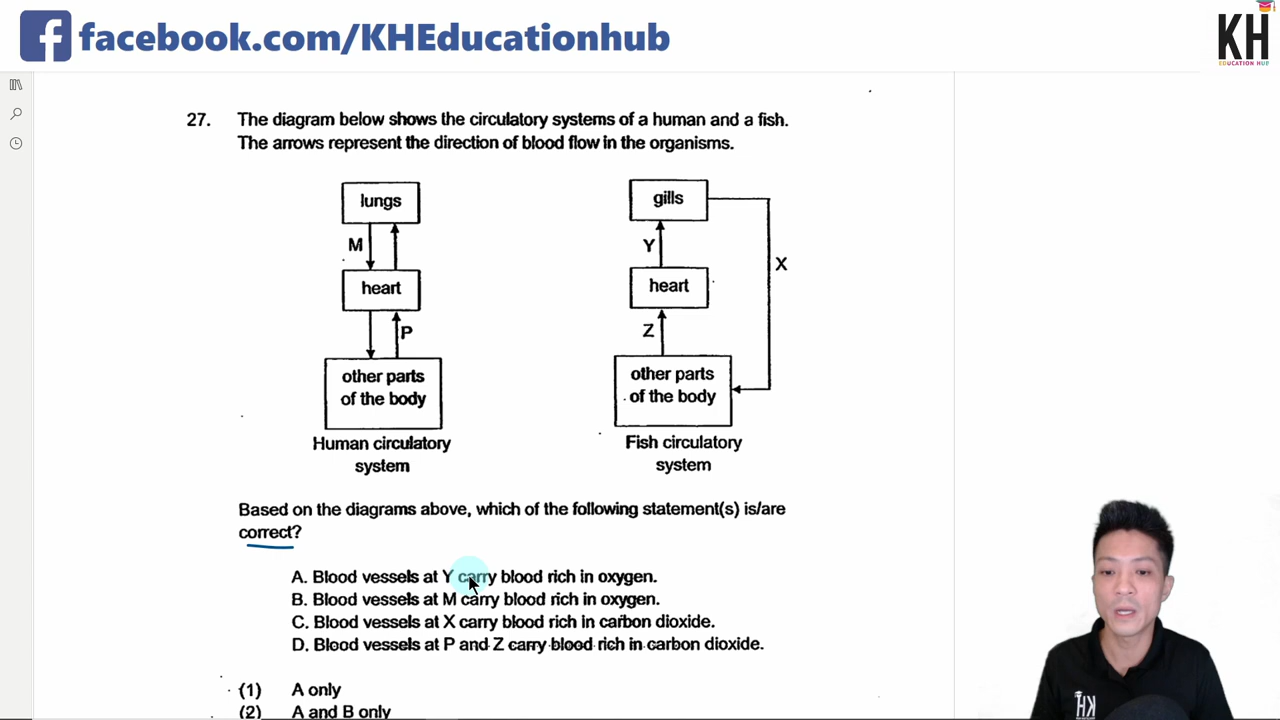 facebook.com/KHEducationhub
KH
EDUCATION HUB
27. The diagram below shows the circulatory systems of a human and a fish.
The arrows represent the direction of blood flow in the organisms.
lungs
M
heart
P
other parts
of the body
Human circulatory
system
gills
Y
X
heart
Z
other parts
of the body
Fish circulatory
system
Based on the diagrams above, which of the following statement(s) is/are
correct?
A. Blood vessels at Y carry blood rich in oxygen.
B. Blood vessels at M carry blood rich in oxygen.
C. Blood vessels at X carry blood rich in carbon dioxide.
D. Blood vessels at P and Z carry blood rich in carbon dioxide.
(1) A only
(2) A and B only
KH